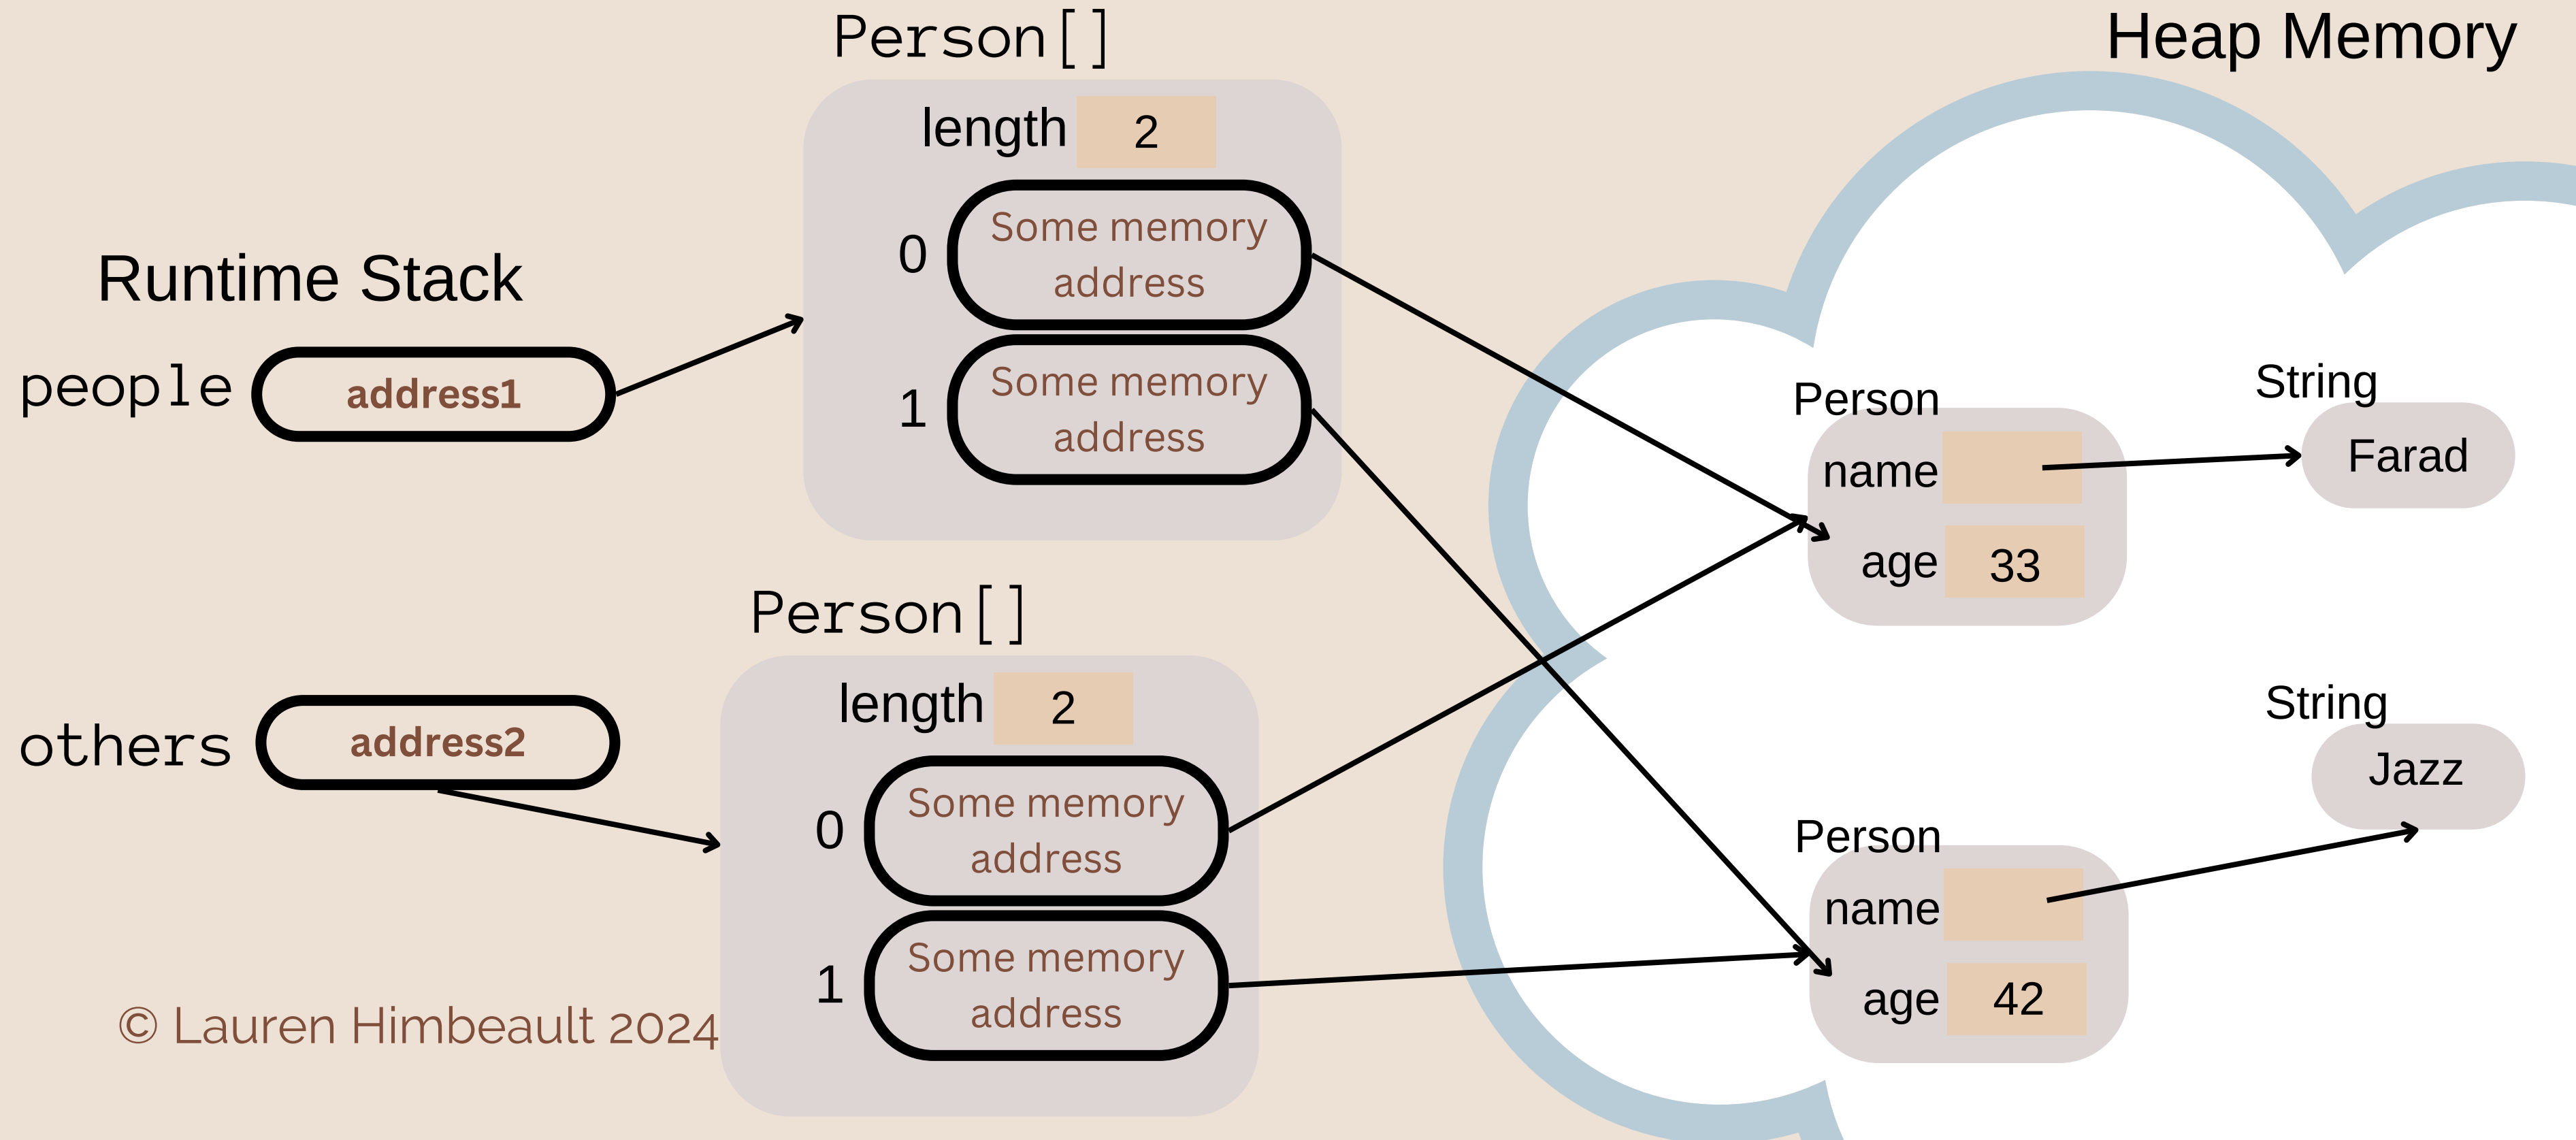 Heap Memory
Runtime Stack
people
address1
Person[]
length 2
0
Some memory
address
1
Some memory
address
others
address2
Person[]
length 2
0
Some memory
address
1
Some memory
address
Person
name
age 33
String
Farad
Person
name
age 42
String
Jazz
© Lauren Himbeault 2024